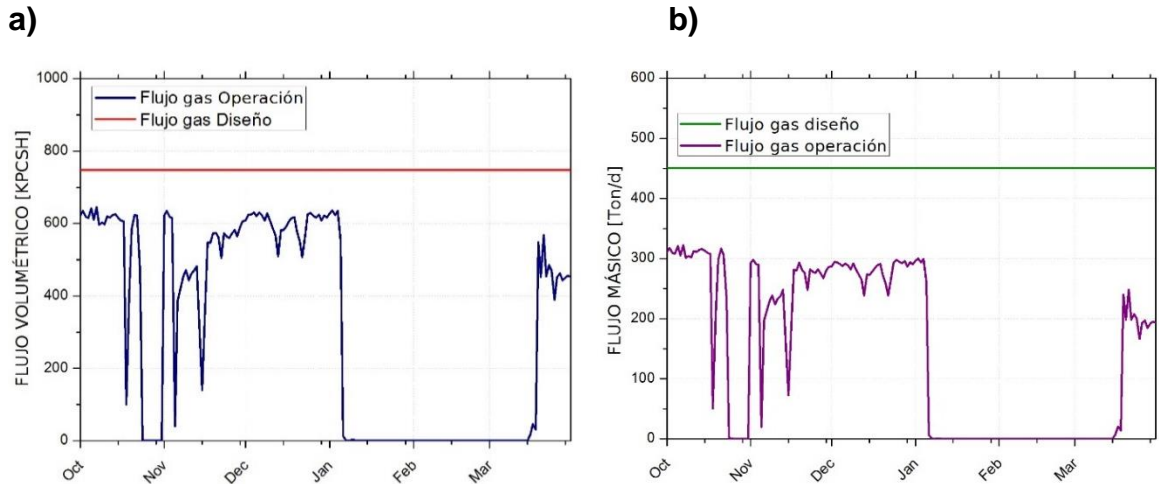 a)
b)
1000
800
600
400
200
0
FLUJO VOLUMÉTRICO [KPCSH]
Flujo gas Operación
Flujo gas Diseño
Oct
Nov
Dec
Jan
Feb
Mar
600
500
450
400
300
200
100
0
FLUJO MÁSICO [Ton/d]
Flujo gas diseño
Flujo gas operación
Oct
Nov
Dec
Jan
Feb
Mar